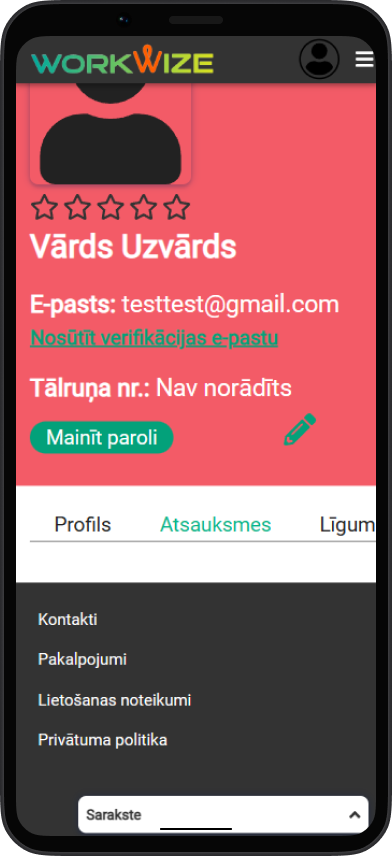 WORKWIZE
Vārds Uzvārds
E-pasts: testtest@gmail.com
Nosūtīt verifikācijas e-pastu
Tālruņa nr.: Nav norādīts
Mainīt paroli
Profils Atsauksmes Līgum
Kontakti
Pakalpojumi
Lietošanas noteikumi
Privātuma politika
Sarakste